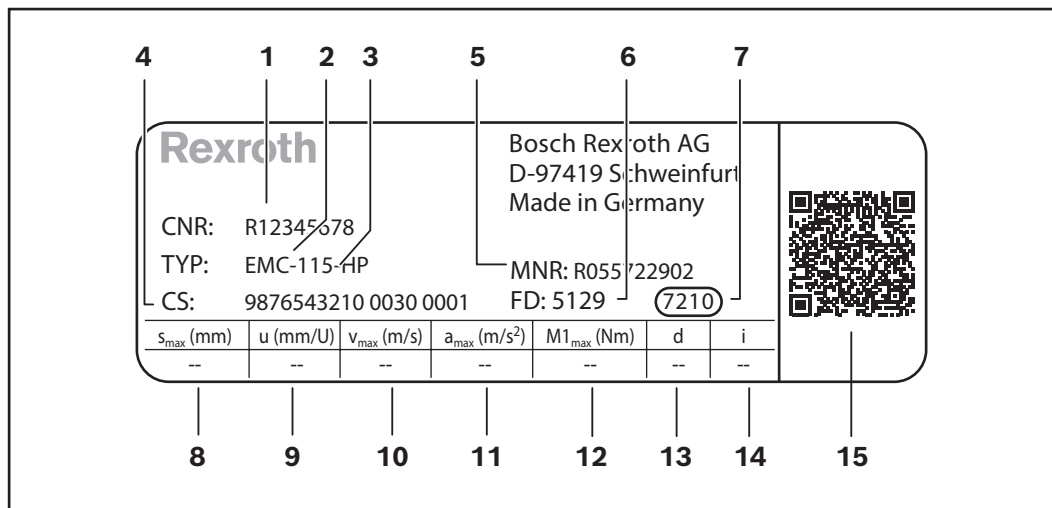 4 1 2 3 5 6 7
Rexroth
Bosch Rexroth AG
D-97419 Schweinfurt
Made in Germany
CNR: R12345678
TYP: EMC-115-HP
MNR: R055722902
CS: 9876543210 0030 0001
FD: 5129 7210
smax (mm) u (mm/U) vmax (m/s) amax (m/s²) M1max (Nm) d i
-- -- -- -- -- -- --
8 9 10 11 12 13 14 15